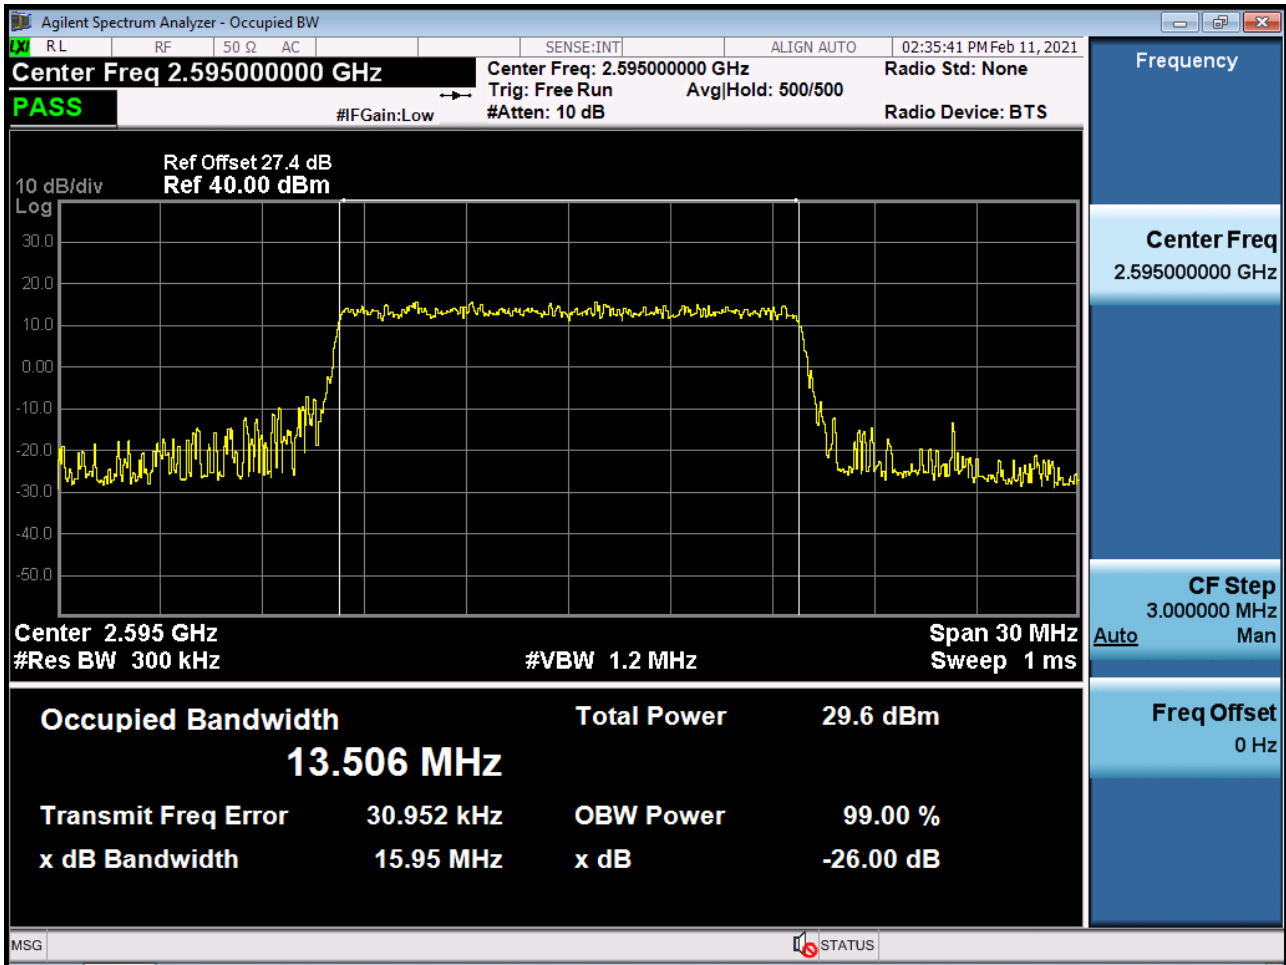 Agilent Spectrum Analyzer - Occupied BW
LXI RL RF 50 Ω AC SENSE:INT ALIGN AUTO 02:35:41 PM Feb 11, 2021
Center Freq 2.595000000 GHz
PASS
#IFGain:Low
Center Freq: 2.595000000 GHz
Trig: Free Run Avg|Hold: 500/500
#Atten: 10 dB
Radio Std: None
Radio Device: BTS
Ref Offset 27.4 dB
10 dB/div Ref 40.00 dBm
Log
30.0
20.0
10.0
0.00
-10.0
-20.0
-30.0
-40.0
-50.0
Center 2.595 GHz Span 30 MHz
#Res BW 300 kHz #VBW 1.2 MHz Sweep 1 ms
Occupied Bandwidth Total Power 29.6 dBm
13.506 MHz
Transmit Freq Error 30.952 kHz OBW Power 99.00 %
x dB Bandwidth 15.95 MHz x dB -26.00 dB
Frequency
Center Freq
2.595000000 GHz
CF Step
3.000000 MHz
Auto Man
Freq Offset
0 Hz
MSG STATUS